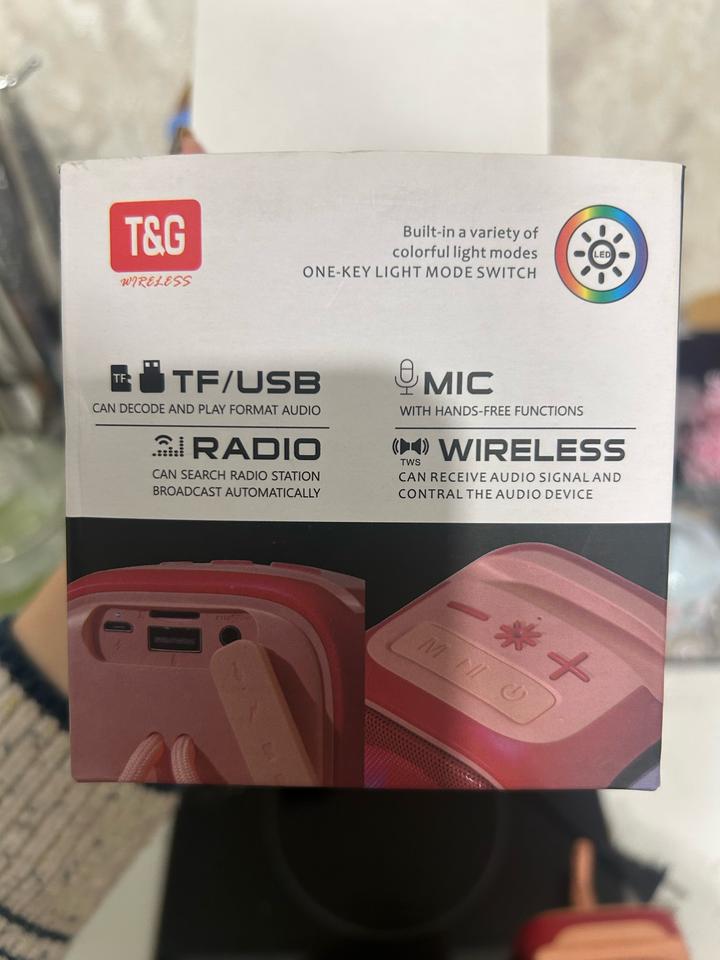 T&G
WIRELESS
Built-in a variety of
colorful light modes
ONE-KEY LIGHT MODE SWITCH
LED
TF
TF/USB
CAN DECODE AND PLAY FORMAT AUDIO
MIC
WITH HANDS-FREE FUNCTIONS
RADIO
CAN SEARCH RADIO STATION
BROADCAST AUTOMATICALLY
TWS
WIRELESS
CAN RECEIVE AUDIO SIGNAL AND
CONTRAL THE AUDIO DEVICE
M